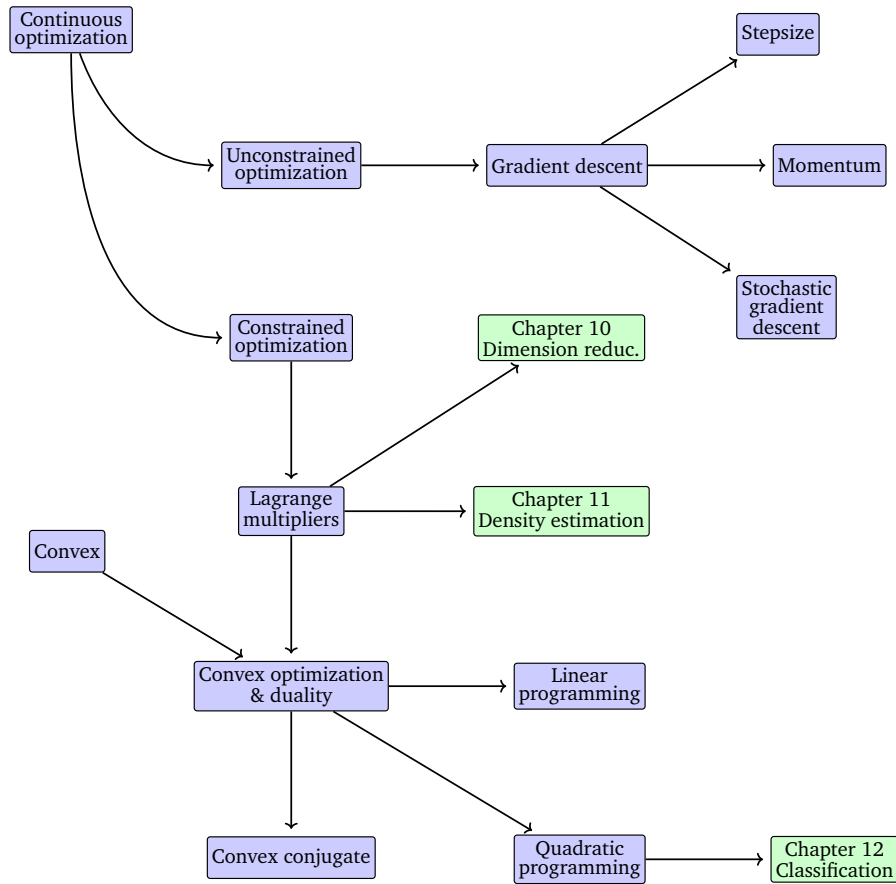 Continuous
optimization
Stepsize
Unconstrained
optimization
Gradient descent
Momentum
Stochastic
gradient
descent
Constrained
optimization
Chapter 10
Dimension reduc.
Lagrange
multipliers
Chapter 11
Density estimation
Convex
Convex optimization
& duality
Linear
programming
Convex conjugate
Quadratic
programming
Chapter 12
Classification